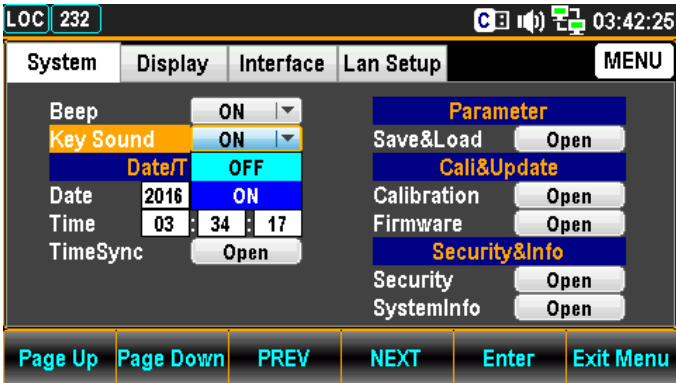 LOC 232 C 03:42:25
System Display Interface Lan Setup MENU
Beep ON
Key Sound ON
OFF
ON
Date/T
Date 2016
Time 03 : 34 : 17
TimeSync Open
Parameter
Save&Load Open
Cali&Update
Calibration Open
Firmware Open
Security&Info
Security Open
SystemInfo Open
Page Up Page Down PREV NEXT Enter Exit Menu